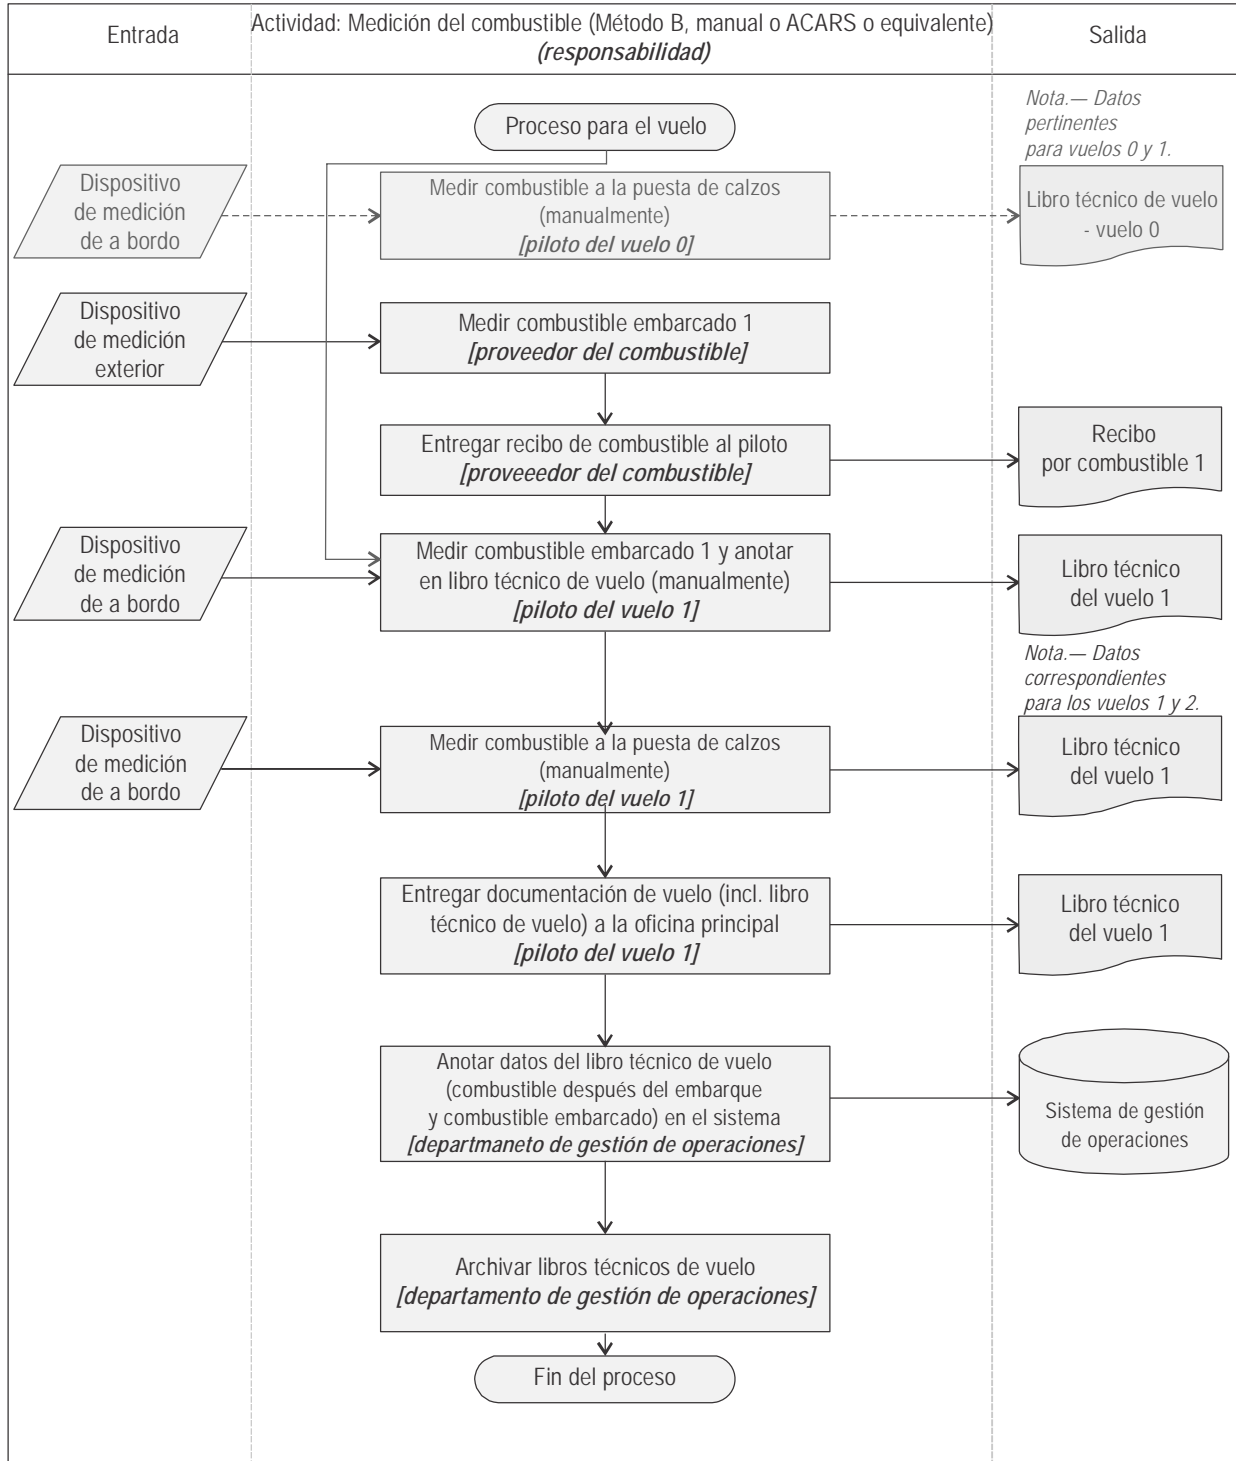 Entrada
Actividad: Medición del combustible (Método B, manual o ACARS o equivalente)
(responsabilidad)
Salida
Proceso para el vuelo
Nota.— Datos
pertinentes
para vuelos 0 y 1.
Dispositivo
de medición
de a bordo
Medir combustible a la puesta de calzos
(manualmente)
[piloto del vuelo 0]
Libro técnico de vuelo
- vuelo 0
Dispositivo
de medición
exterior
Medir combustible embarcado 1
[proveedor del combustible]
Entregar recibo de combustible al piloto
[proveeedor del combustible]
Recibo
por combustible 1
Dispositivo
de medición
de a bordo
Medir combustible embarcado 1 y anotar
en libro técnico de vuelo (manualmente)
[piloto del vuelo 1]
Libro técnico
del vuelo 1
Nota.— Datos
correspondientes
para los vuelos 1 y 2.
Dispositivo
de medición
de a bordo
Medir combustible a la puesta de calzos
(manualmente)
[piloto del vuelo 1]
Libro técnico
del vuelo 1
Entregar documentación de vuelo (incl. libro
técnico de vuelo) a la oficina principal
[piloto del vuelo 1]
Libro técnico
del vuelo 1
Anotar datos del libro técnico de vuelo
(combustible después del embarque
y combustible embarcado) en el sistema
[departmaneto de gestión de operaciones]
Sistema de gestión
de operaciones
Archivar libros técnicos de vuelo
[departamento de gestión de operaciones]
Fin del proceso